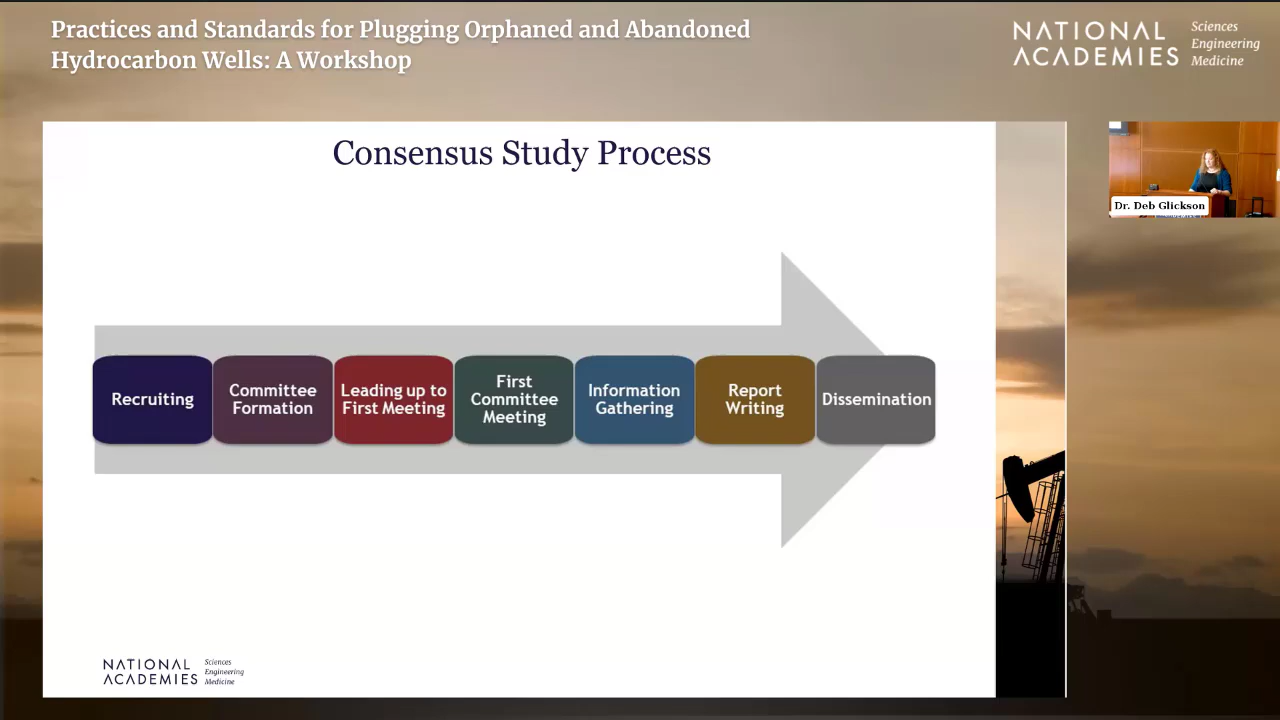 Practices and Standards for Plugging Orphaned and Abandoned
Hydrocarbon Wells: A Workshop
NATIONAL
ACADEMIES
Sciences
Engineering
Medicine
Consensus Study Process
Dr. Deb Glickson
Recruiting
Committee
Formation
Leading up to
First Meeting
First
Committee
Meeting
Information
Gathering
Report
Writing
Dissemination
NATIONAL
ACADEMIES
Sciences
Engineering
Medicine